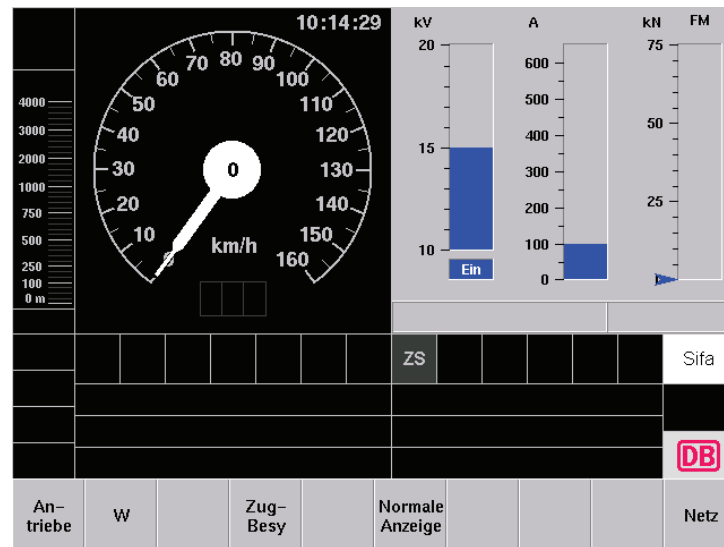 10:14:29
kV
A
kN
FM
4000
3000
2000
1000
750
500
250
100
0 m
0
10
20
30
40
50
60
70
80
90
100
110
120
130
140
150
160
0
km/h
20
15
10
Ein
600
500
400
300
200
100
0
75
50
25
ZS
Sifa
DB
An-
triebe
W
Zug-
Besy
Normale
Anzeige
Netz